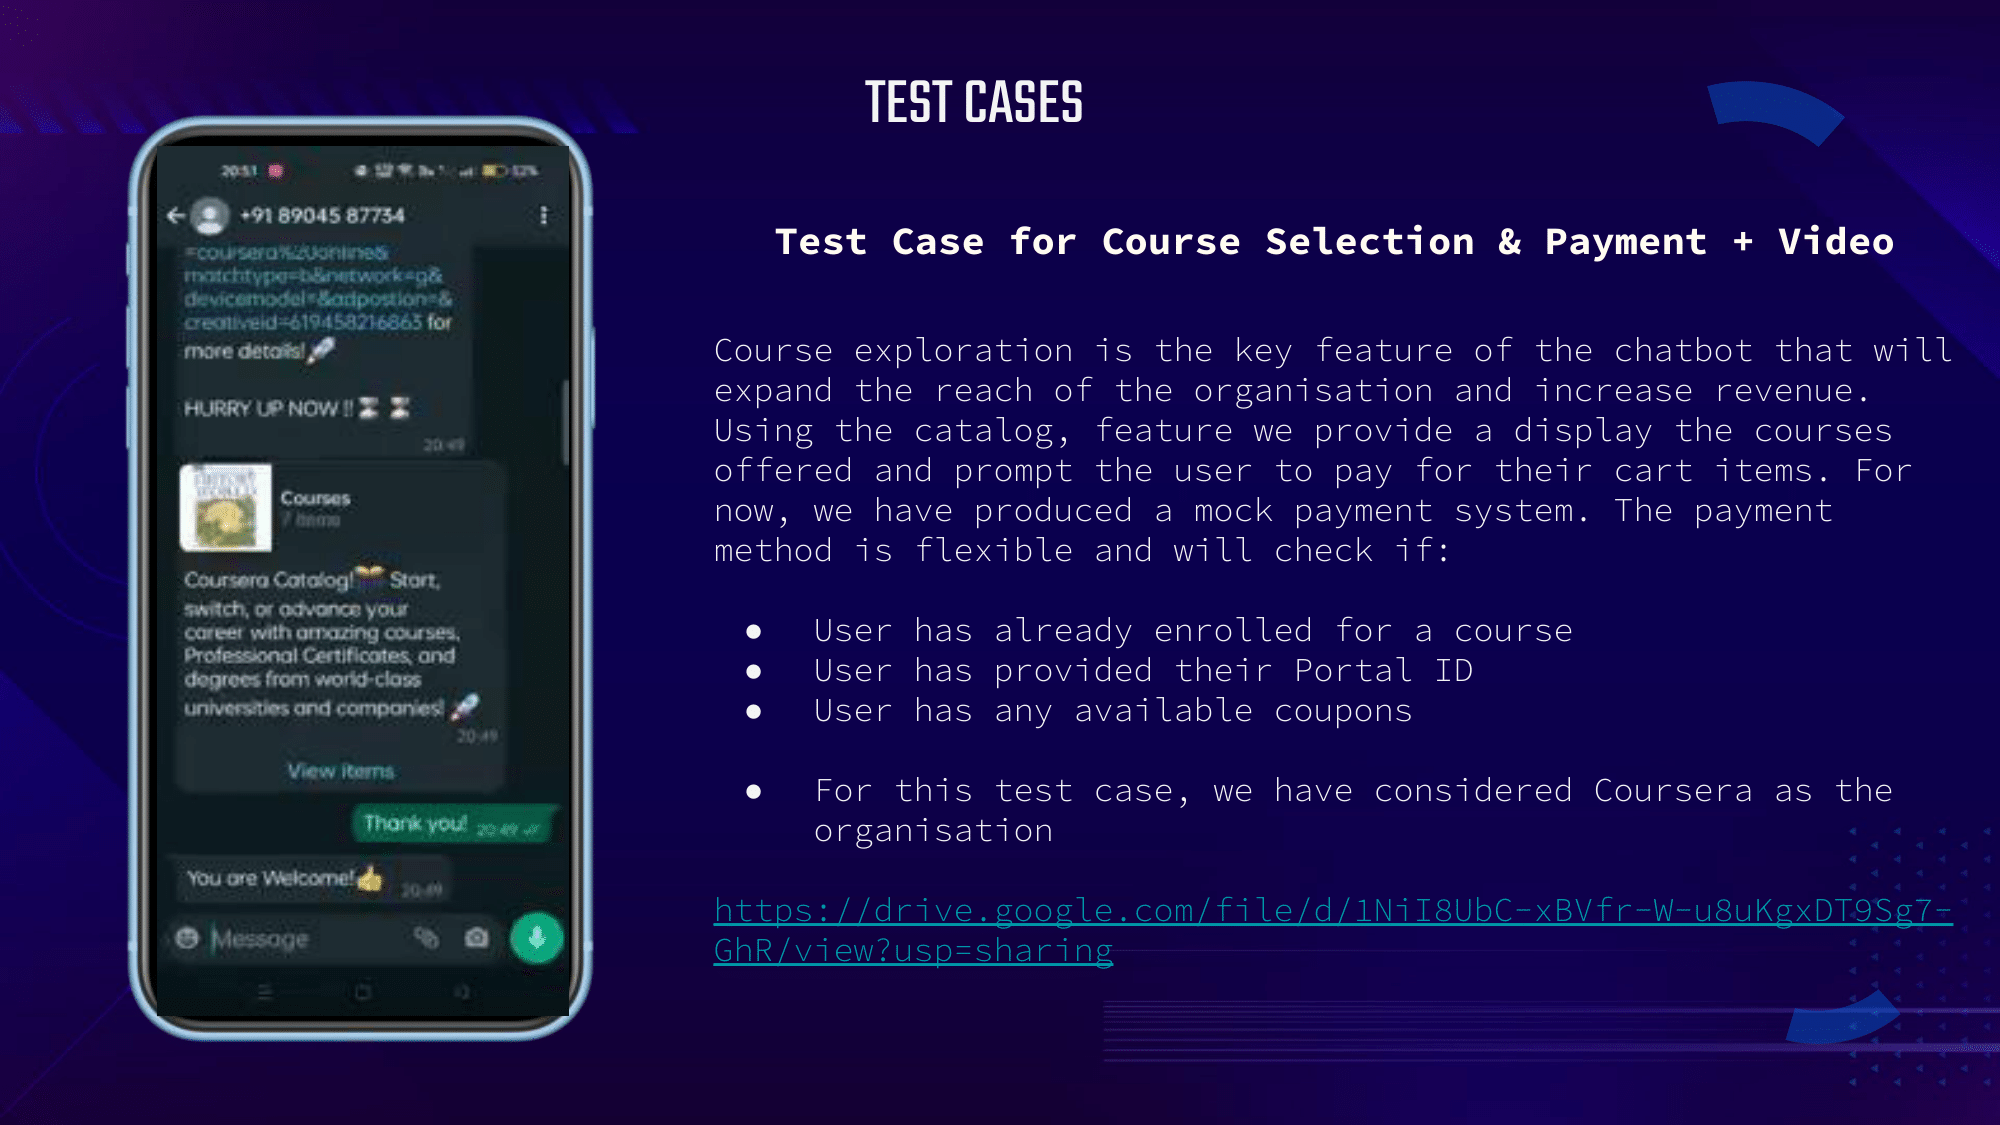 TEST CASES
20:51
52%
+91 89045 87734
=coursera%20online&
matchtype=b&network=g&
devicemodel=&adpostion=&
creativeid=619458216863 for
more details!🚀
HURRY UP NOW !!⌛ ⌛
20:49
Courses
7 items
Coursera Catalog! Start,
switch, or advance your
career with amazing courses,
Professional Certificates, and
degrees from world-class
universities and companies! 🚀
20:49
View items
Thank you! 20:49
You are Welcome!👍 20:49
Message
Test Case for Course Selection & Payment + Video
Course exploration is the key feature of the chatbot that will
expand the reach of the organisation and increase revenue.
Using the catalog, feature we provide a display the courses
offered and prompt the user to pay for their cart items. For
now, we have produced a mock payment system. The payment
method is flexible and will check if:
● User has already enrolled for a course
● User has provided their Portal ID
● User has any available coupons
● For this test case, we have considered Coursera as the
organisation
https://drive.google.com/file/d/1NiI8UbC-xBVfr-W-u8uKgxDT9Sg7-
GhR/view?usp=sharing